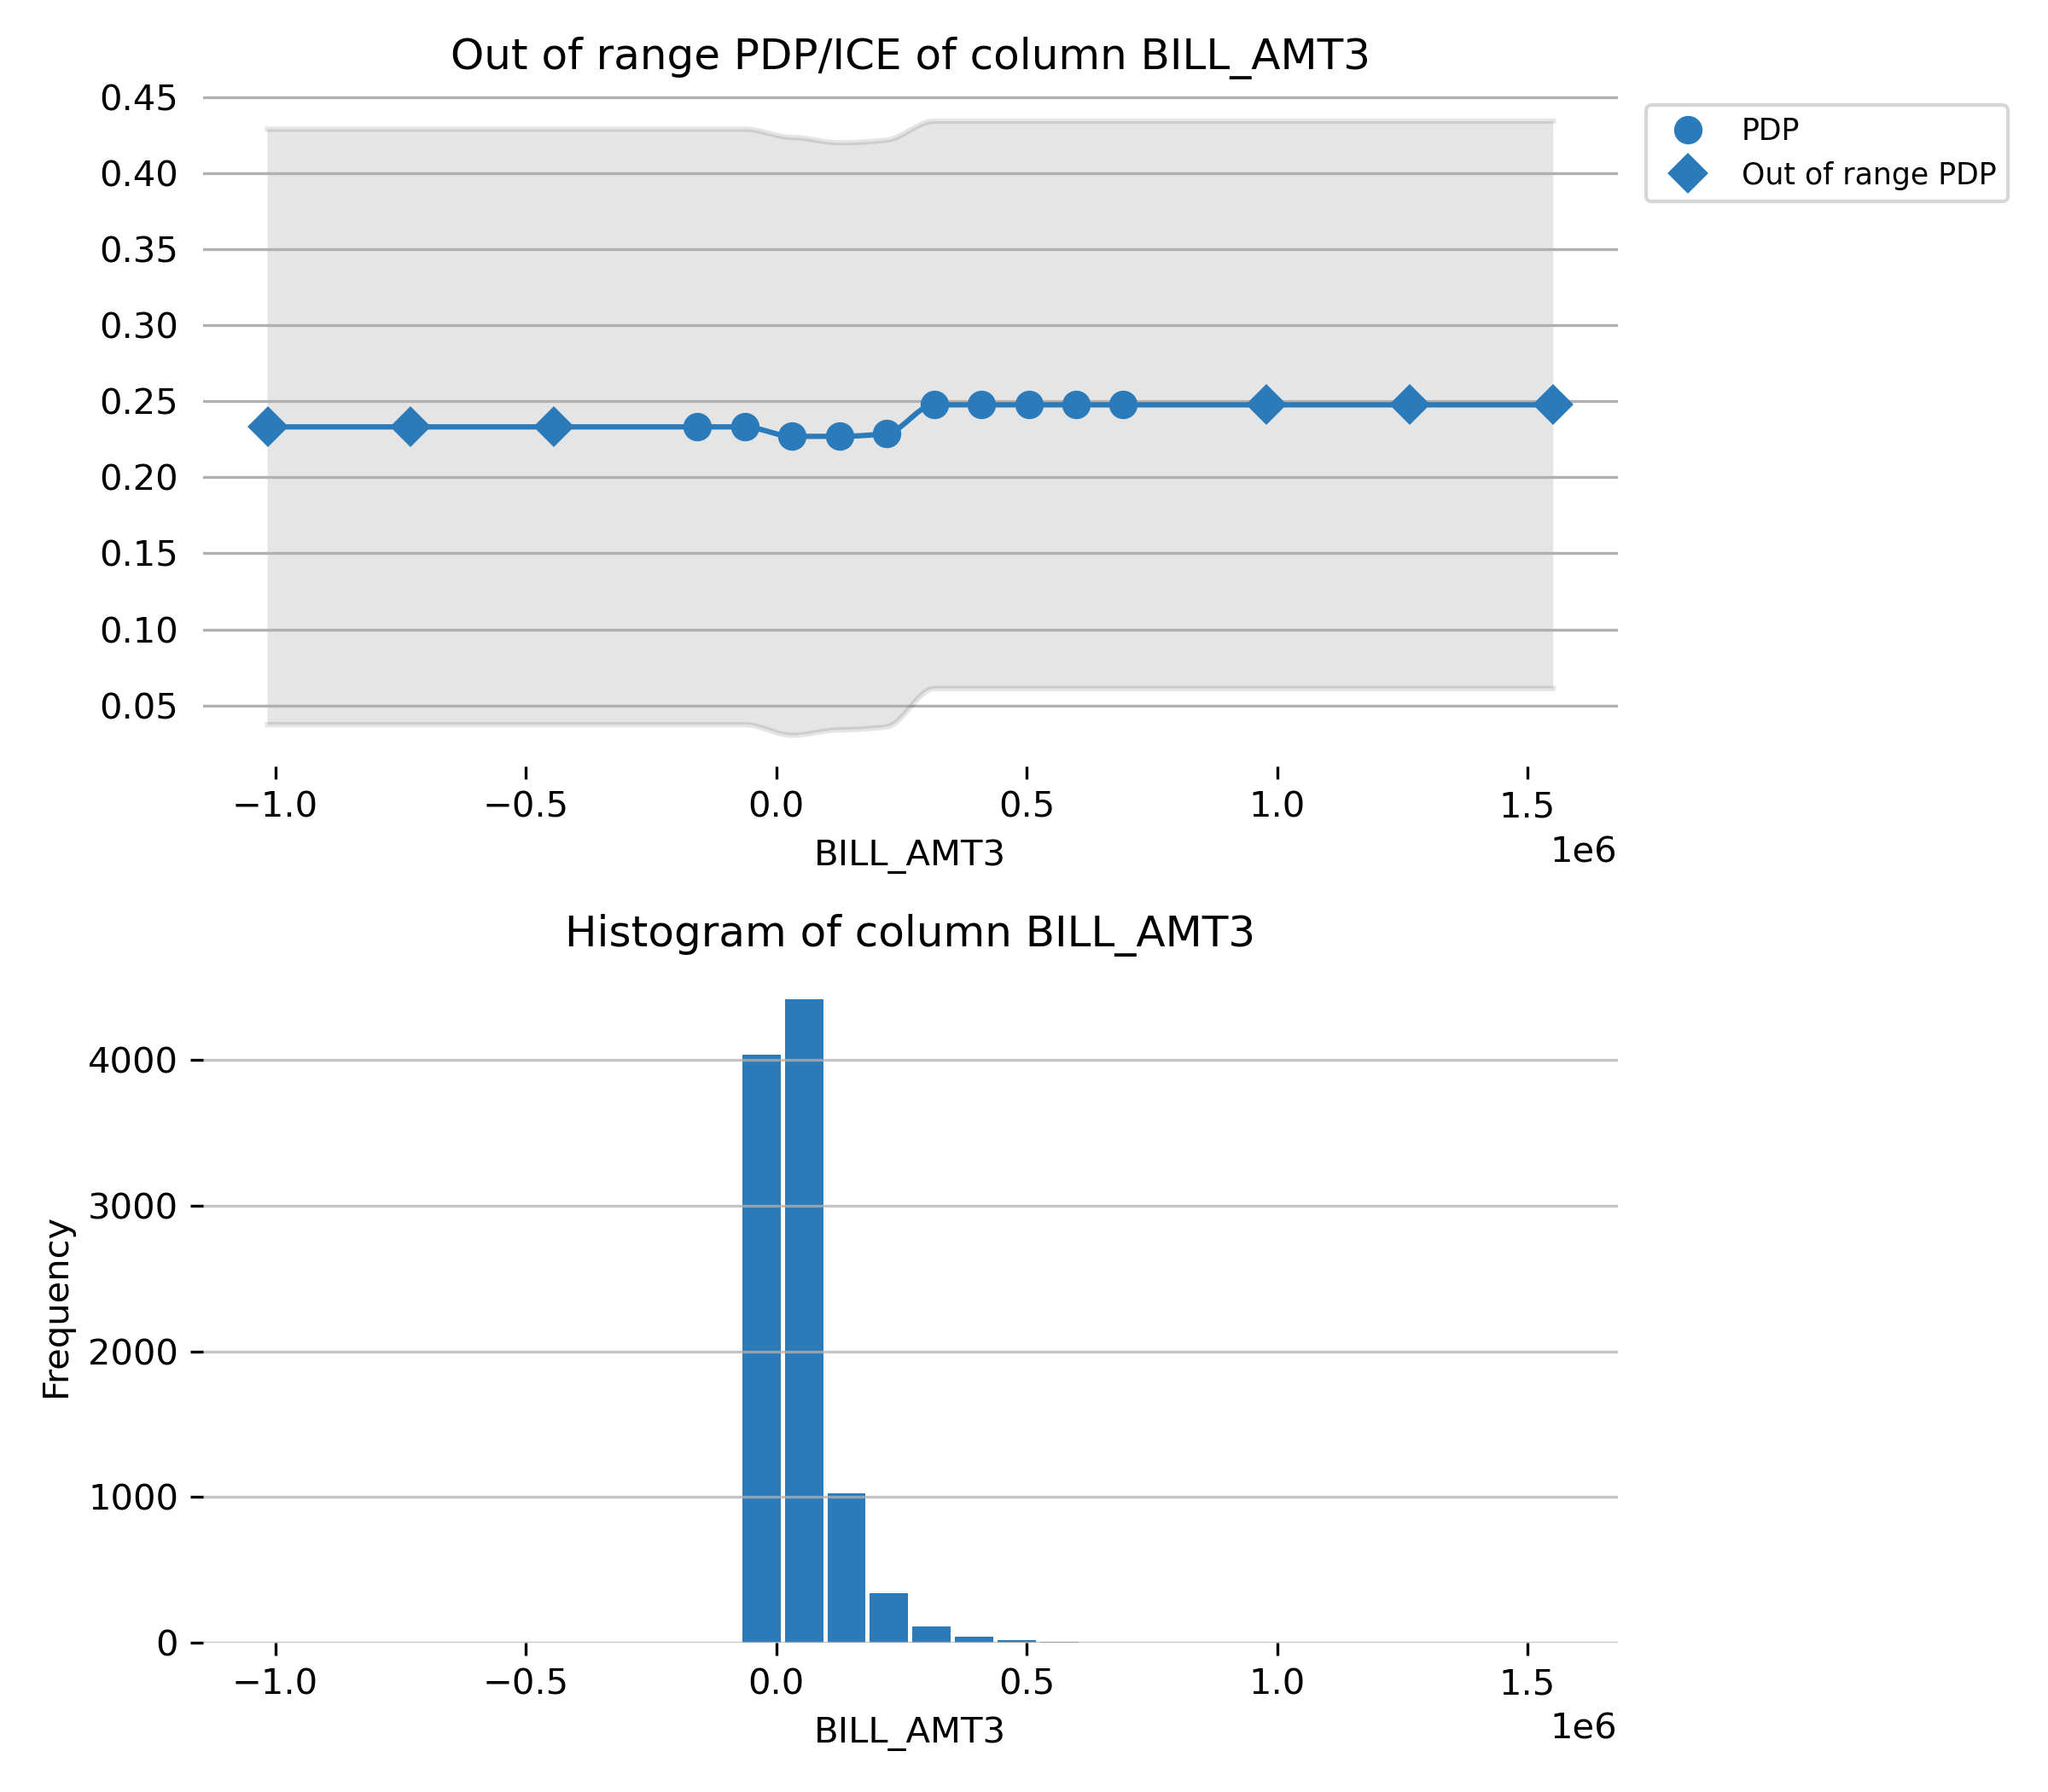 Out of range PDP/ICE of column BILL_AMT3
0.45
0.40
0.35
0.30
0.25
0.20
0.15
0.10
0.05
PDP
Out of range PDP
−1.0 −0.5 0.0 0.5 1.0 1.5
1e6
BILL_AMT3
Histogram of column BILL_AMT3
4000
3000
2000
1000
0
Frequency
−1.0 −0.5 0.0 0.5 1.0 1.5
1e6
BILL_AMT3